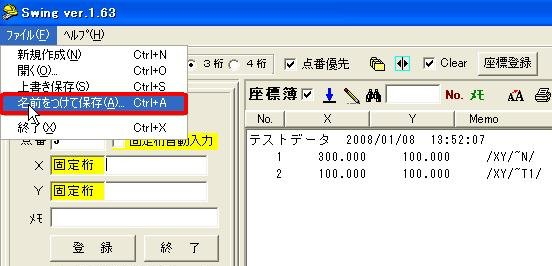 Swing ver.1.63
ファイル(F) ヘルプ(H)
新規作成(N) Ctrl+N
開く(O)... Ctrl+O
上書き保存(S) Ctrl+S
名前をつけて保存(A)... Ctrl+A
終了(X) Ctrl+X
3桁 4桁 点番優先 Clear 座標登録
座標簿 No. メモ AA 印
No. X Y Memo
テストデータ 2008/01/08 13:52:07
1 300.000 100.000 /XY/~N/
2 100.000 100.000 /XY/~T1/
点番 固定桁自動入力
X 固定桁
Y 固定桁
メモ
登 録 終 了